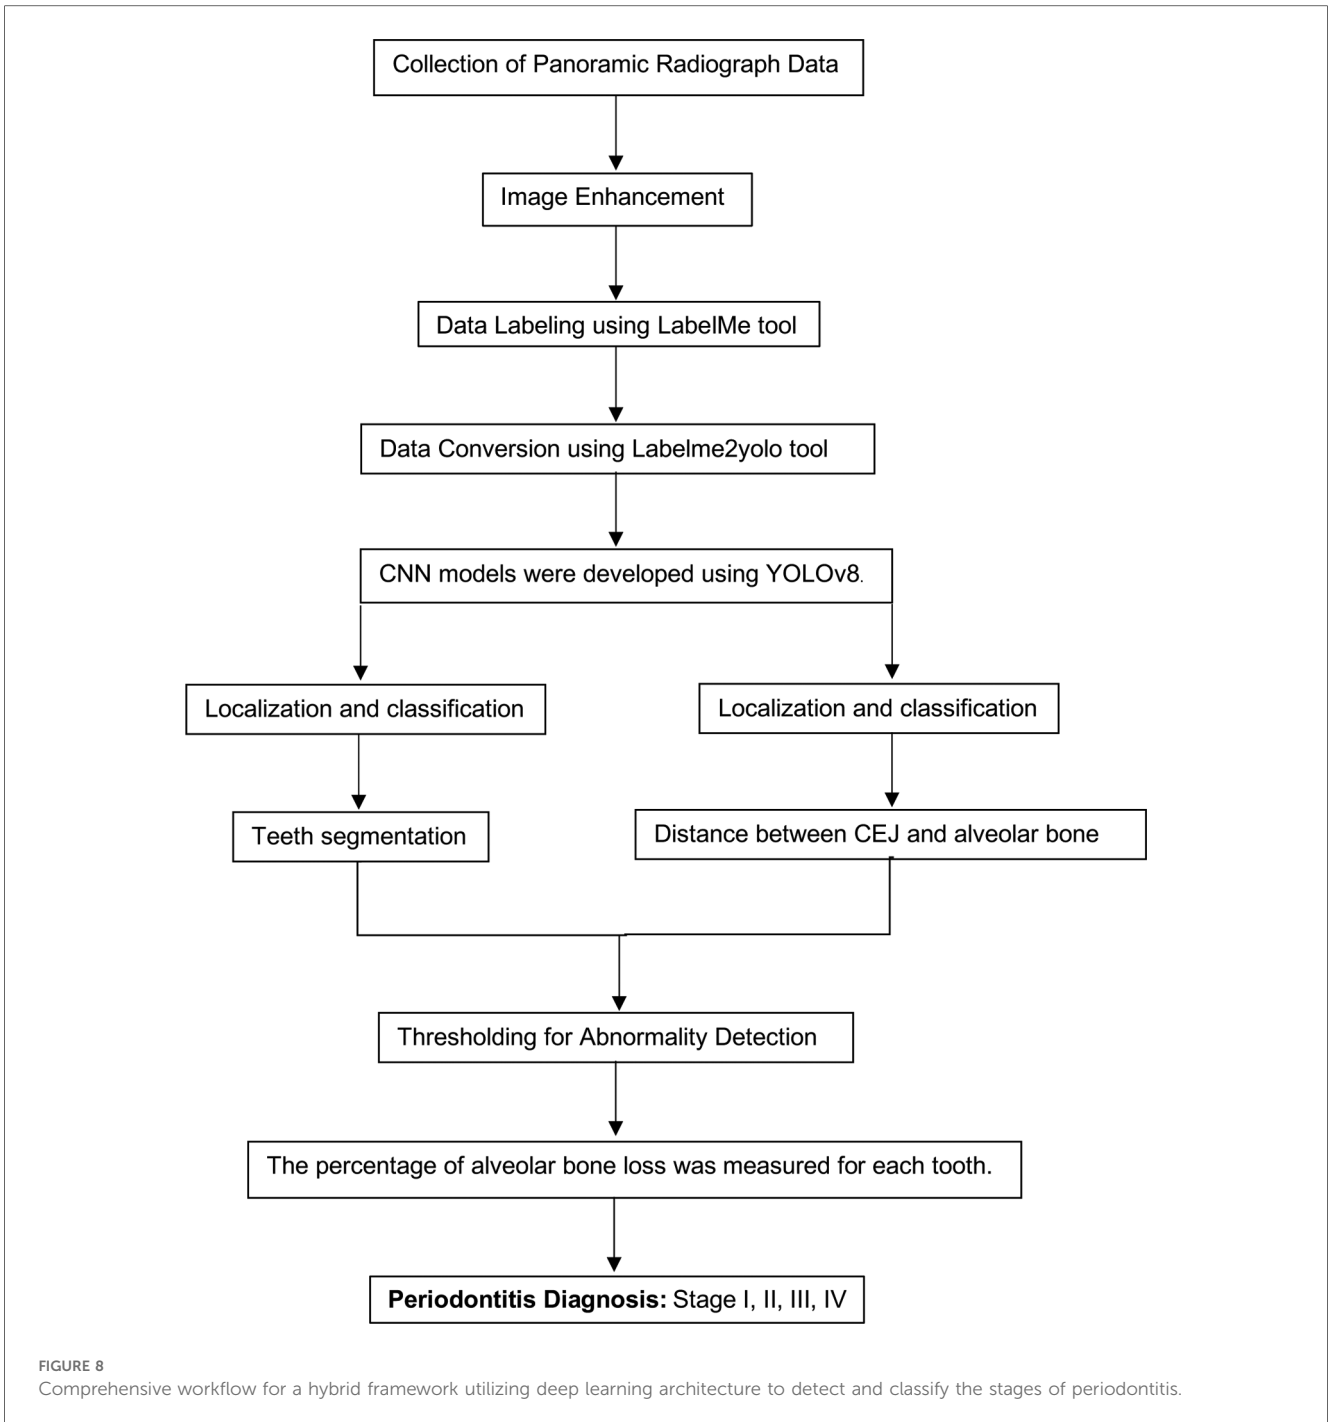 Collection of Panoramic Radiograph Data
Image Enhancement
Data Labeling using LabelMe tool
Data Conversion using Labelme2yolo tool
CNN models were developed using YOLOv8.
Localization and classification
Localization and classification
Teeth segmentation
Distance between CEJ and alveolar bone
Thresholding for Abnormality Detection
The percentage of alveolar bone loss was measured for each tooth.
Periodontitis Diagnosis: Stage I, II, III, IV
FIGURE 8
Comprehensive workflow for a hybrid framework utilizing deep learning architecture to detect and classify the stages of periodontitis.